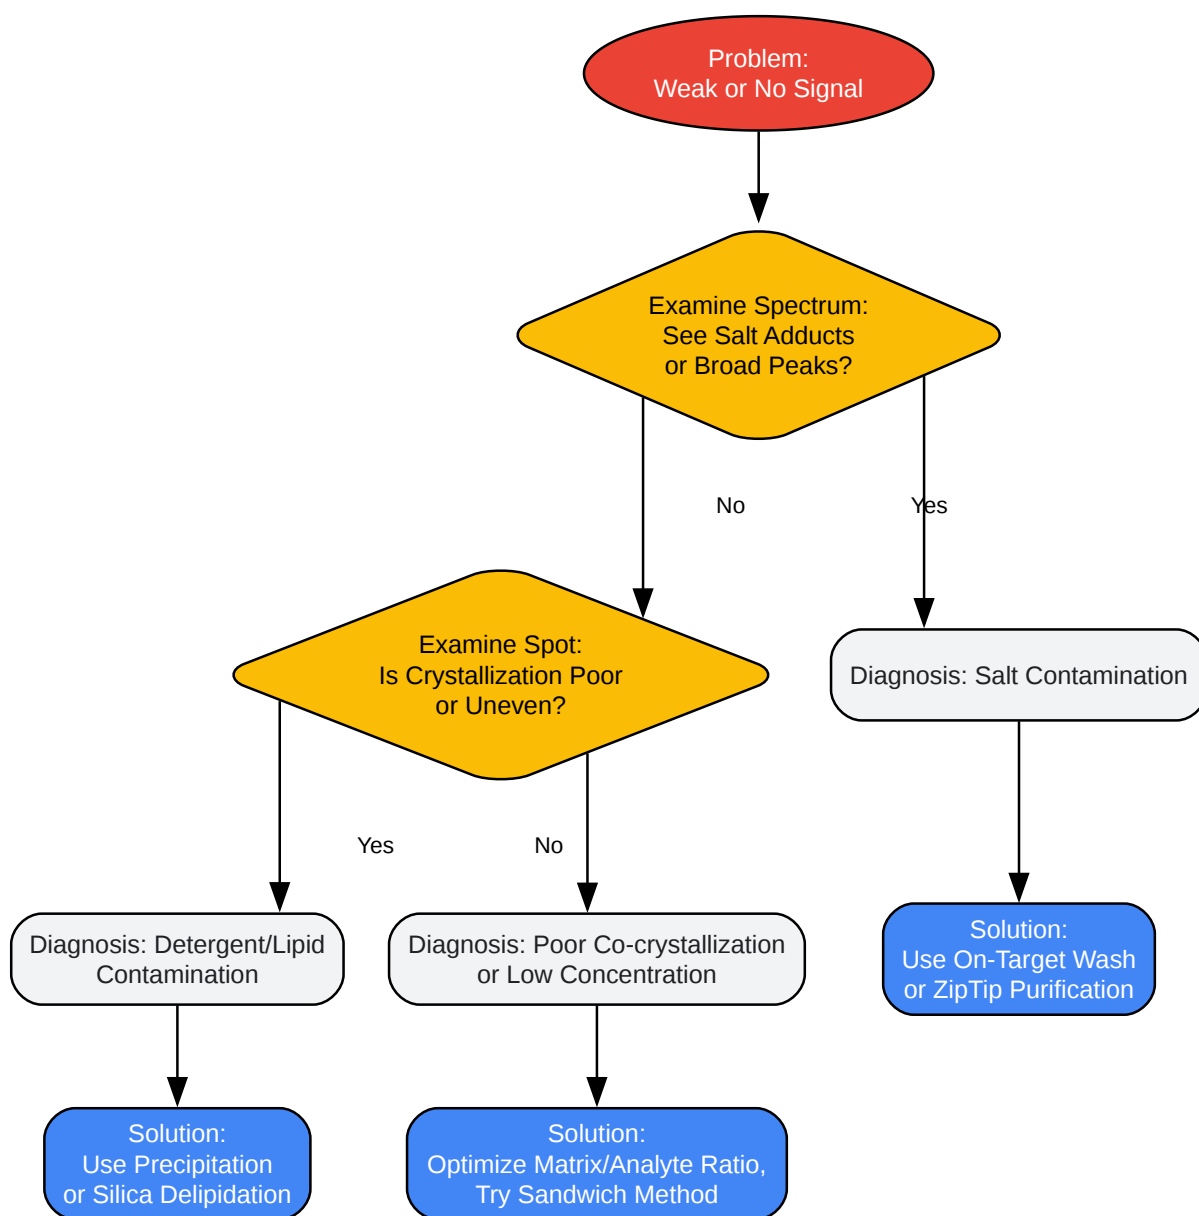 Problem:
Weak or No Signal
Examine Spectrum:
See Salt Adducts
or Broad Peaks?
No
Yes
Examine Spot:
Is Crystallization Poor
or Uneven?
Diagnosis: Salt Contamination
Yes
No
Diagnosis: Detergent/Lipid
Contamination
Diagnosis: Poor Co-crystallization
or Low Concentration
Solution:
Use On-Target Wash
or ZipTip Purification
Solution:
Use Precipitation
or Silica Delipidation
Solution:
Optimize Matrix/Analyte Ratio,
Try Sandwich Method